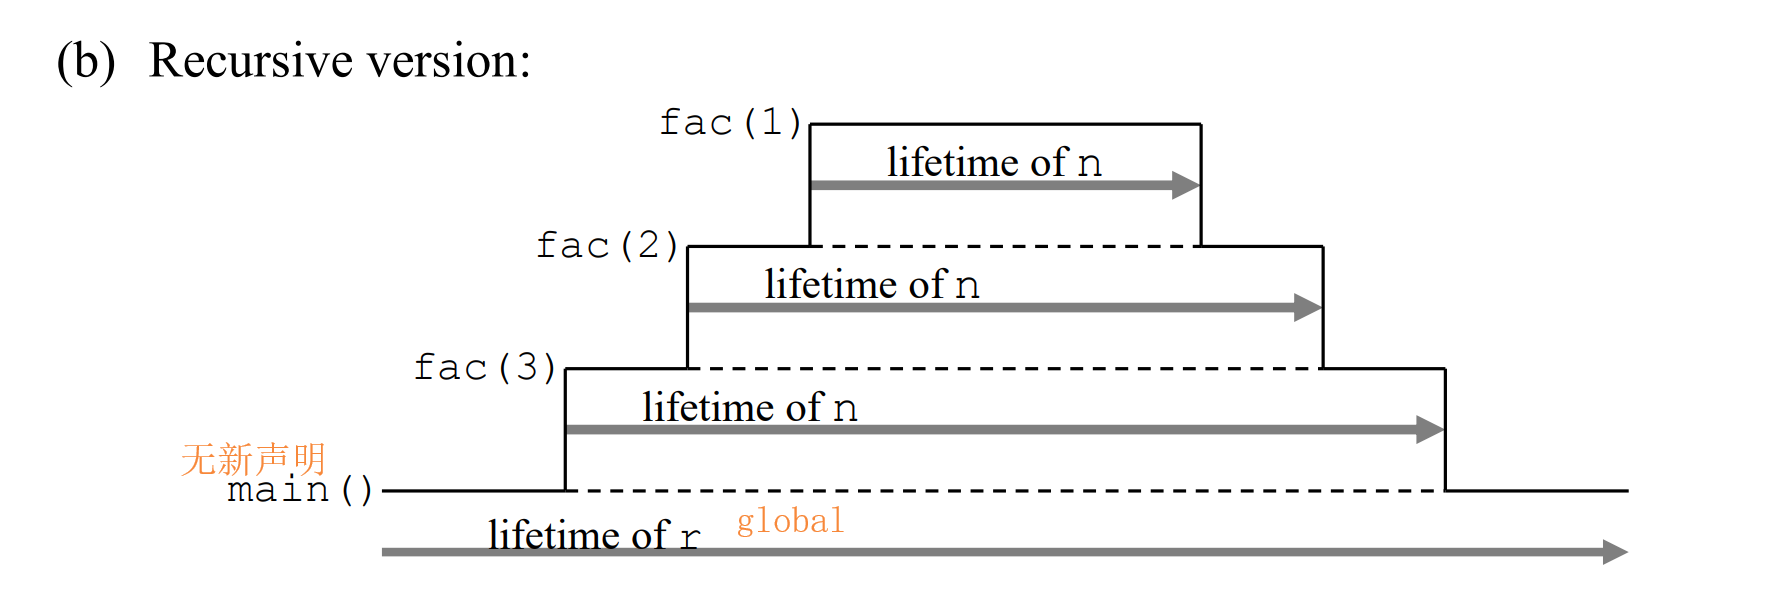 (b) Recursive version:
fac(1)
lifetime of n
fac(2)
lifetime of n
fac(3)
lifetime of n
无新声明
main()
lifetime of r global